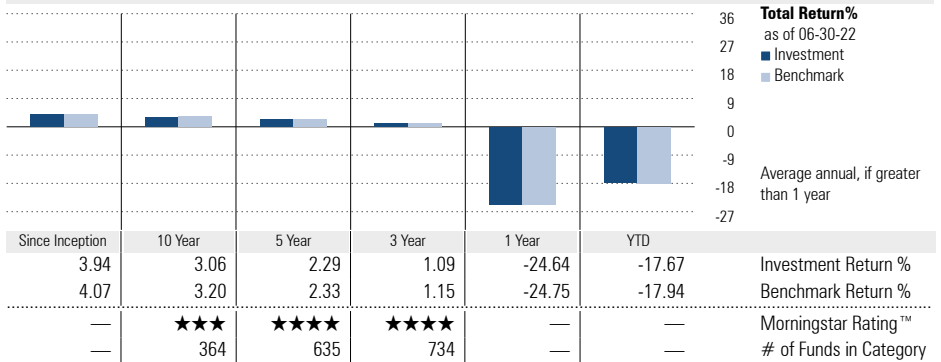 36
27
18
9
0
-9
-18
-27
Total Return%
as of 06-30-22
Investment
Benchmark
Average annual, if greater
than 1 year
Since Inception 10 Year 5 Year 3 Year 1 Year YTD
3.94 3.06 2.29 1.09 -24.64 -17.67 Investment Return %
4.07 3.20 2.33 1.15 -24.75 -17.94 Benchmark Return %
— ★★★ ★★★★ ★★★★ — — Morningstar Rating™
— 364 635 734 — — # of Funds in Category